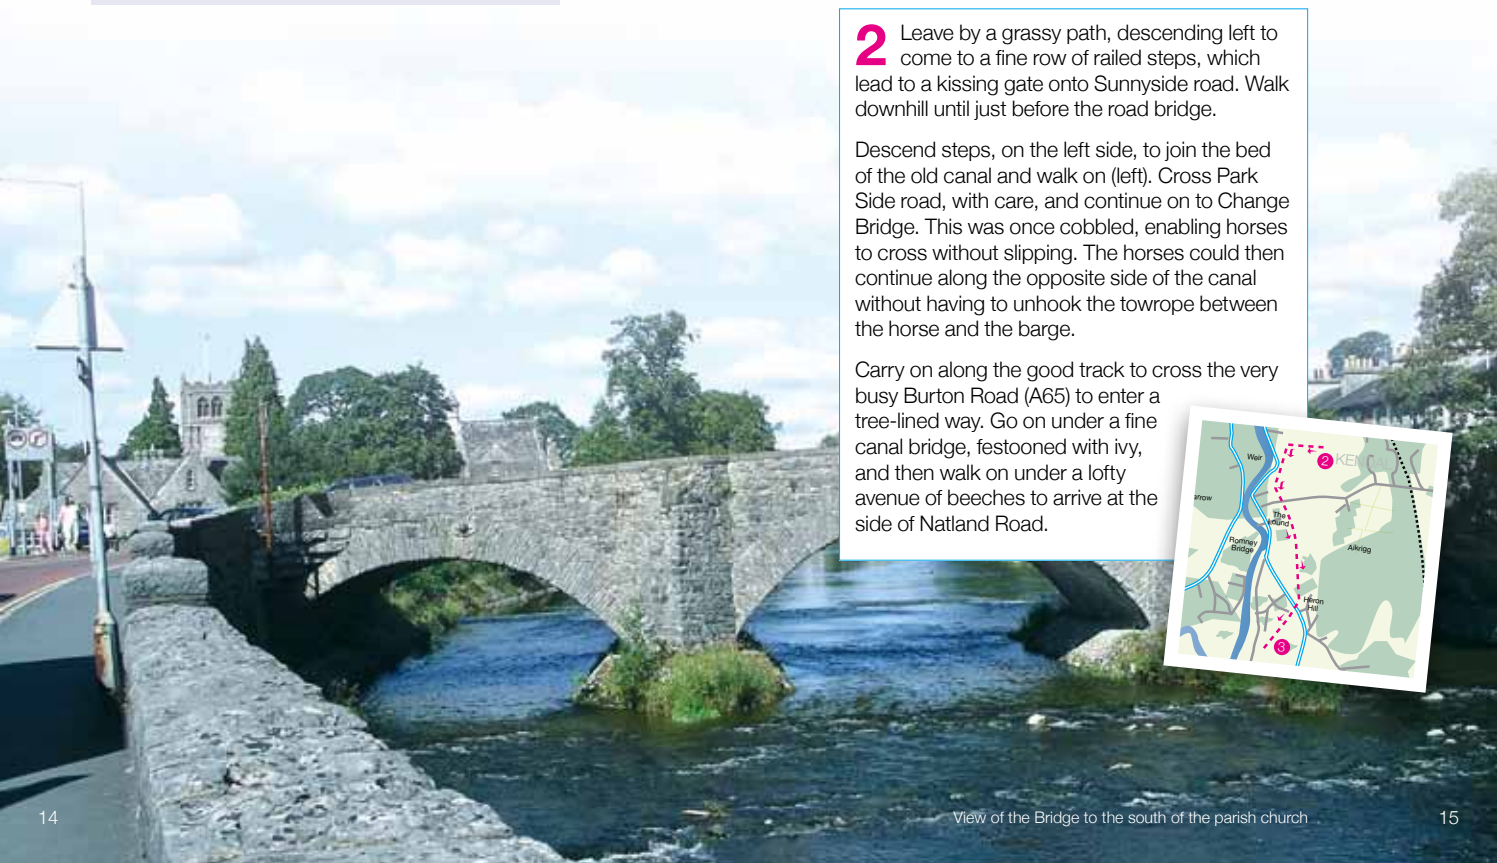 2 Leave by a grassy path, descending left to
come to a fine row of railed steps, which
lead to a kissing gate onto Sunnyside road. Walk
downhill until just before the road bridge.
Descend steps, on the left side, to join the bed
of the old canal and walk on (left). Cross Park
Side road, with care, and continue on to Change
Bridge. This was once cobbled, enabling horses
to cross without slipping. The horses could then
continue along the opposite side of the canal
without having to unhook the towrope between
the horse and the barge.
Carry on along the good track to cross the very
busy Burton Road (A65) to enter a
tree-lined way. Go on under a fine
canal bridge, festooned with ivy,
and then walk on under a lofty
avenue of beeches to arrive at the
side of Natland Road.
Weir
2
The
Romney
Bridge
Aikrigg
Heron
Hill
3
14
View of the Bridge to the south of the parish church
15